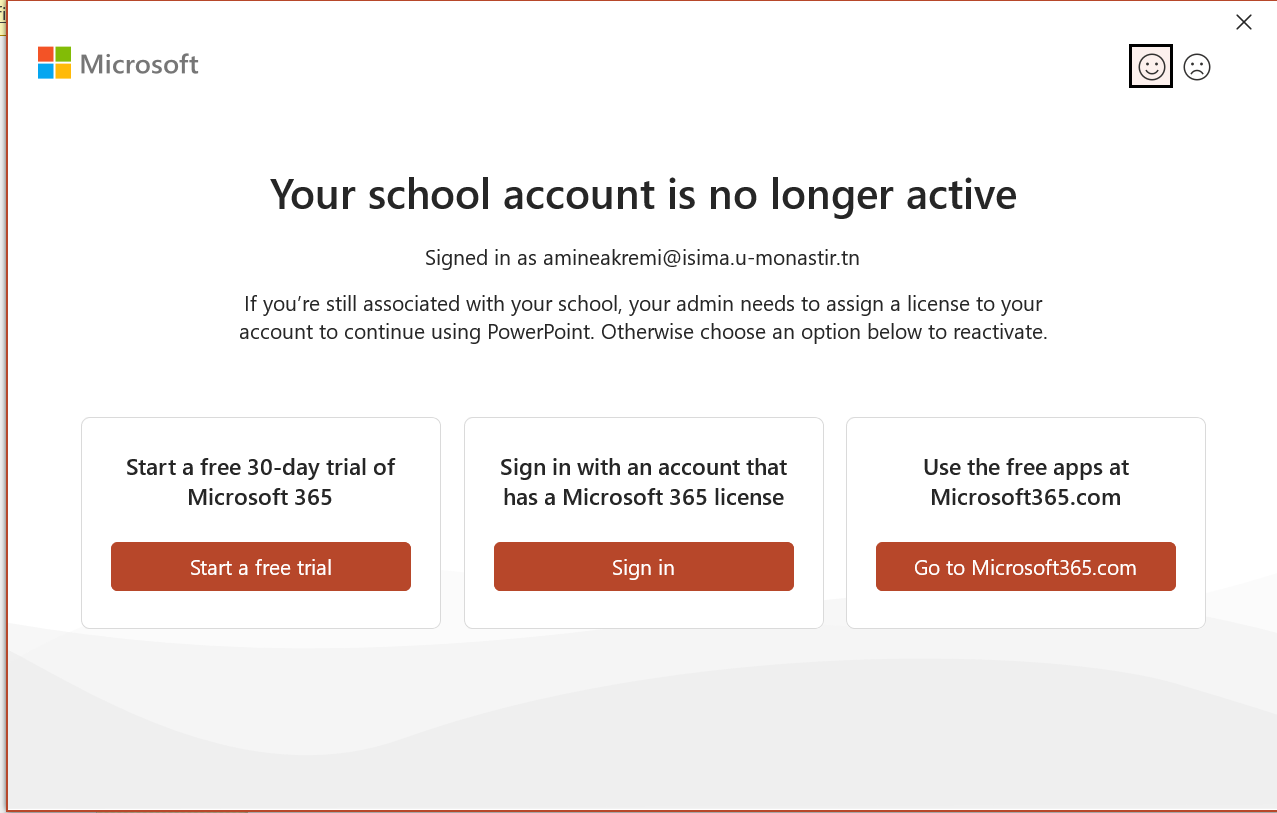 Microsoft
Your school account is no longer active
Signed in as amineakremi@isima.u-monastir.tn
If you’re still associated with your school, your admin needs to assign a license to your
account to continue using PowerPoint. Otherwise choose an option below to reactivate.
Start a free 30-day trial of
Microsoft 365
Start a free trial
Sign in with an account that
has a Microsoft 365 license
Sign in
Use the free apps at
Microsoft365.com
Go to Microsoft365.com